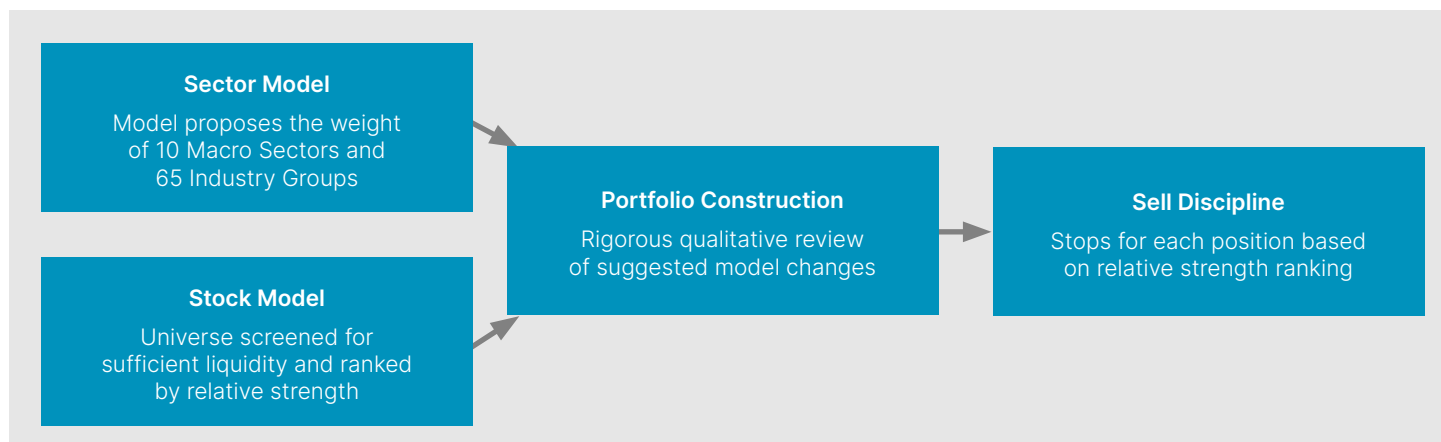 Sector Model
Model proposes the weight
of 10 Macro Sectors and
65 Industry Groups
Stock Model
Universe screened for
sufficient liquidity and ranked
by relative strength
Portfolio Construction
Rigorous qualitative review
of suggested model changes
Sell Discipline
Stops for each position based
on relative strength ranking